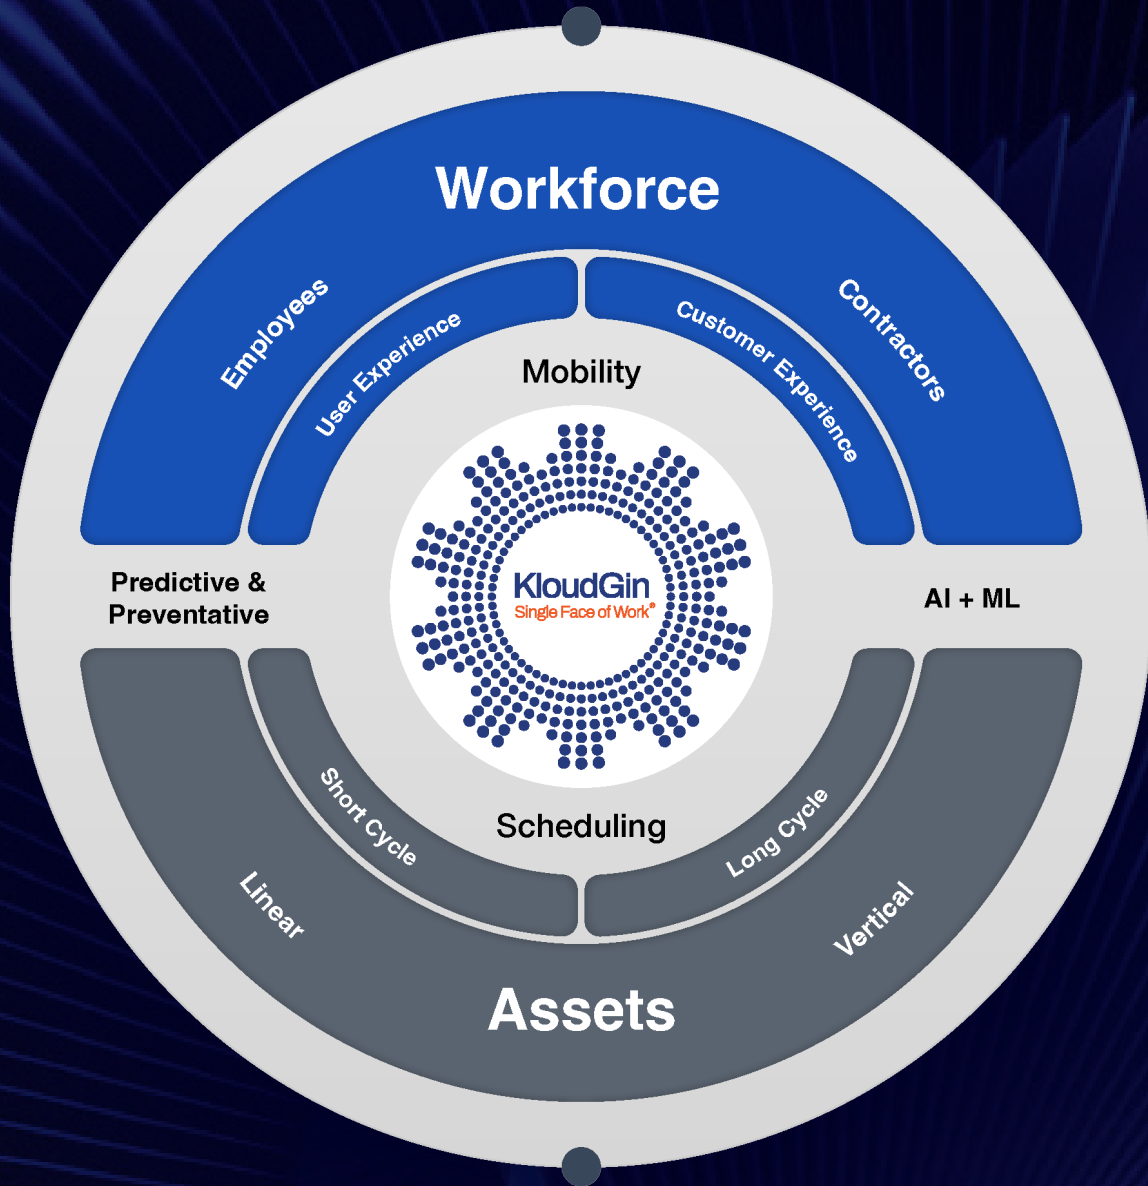 Workforce
Employees
Contractors
User Experience
Customer Experience
Mobility
KloudGin
Single Face of Work®
Predictive &
Preventative
AI + ML
Scheduling
Short Cycle
Long Cycle
Linear
Vertical
Assets